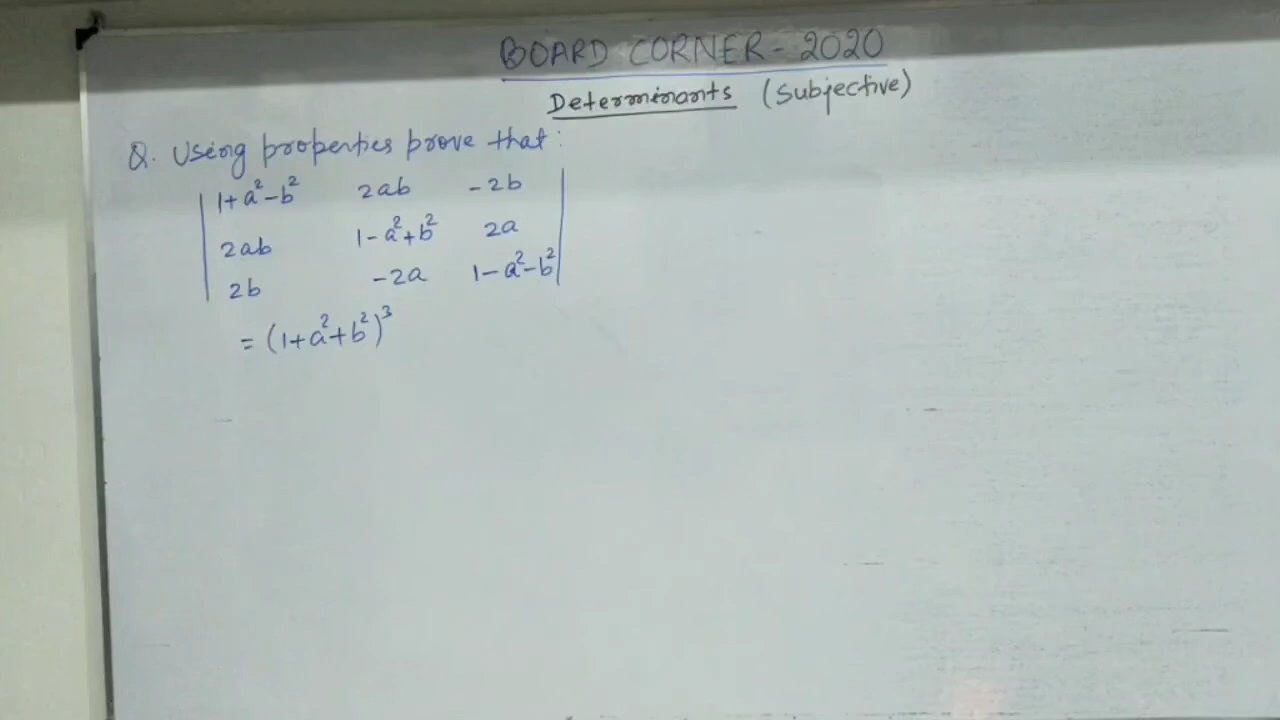 BOARD CORNER - 2020
Determinants (Subjective)
Q. Using properties prove that:
| 1+a²-b² 2ab -2b |
| 2ab 1-a²+b² 2a |
| 2b -2a 1-a²-b² |
= (1+a²+b²)³